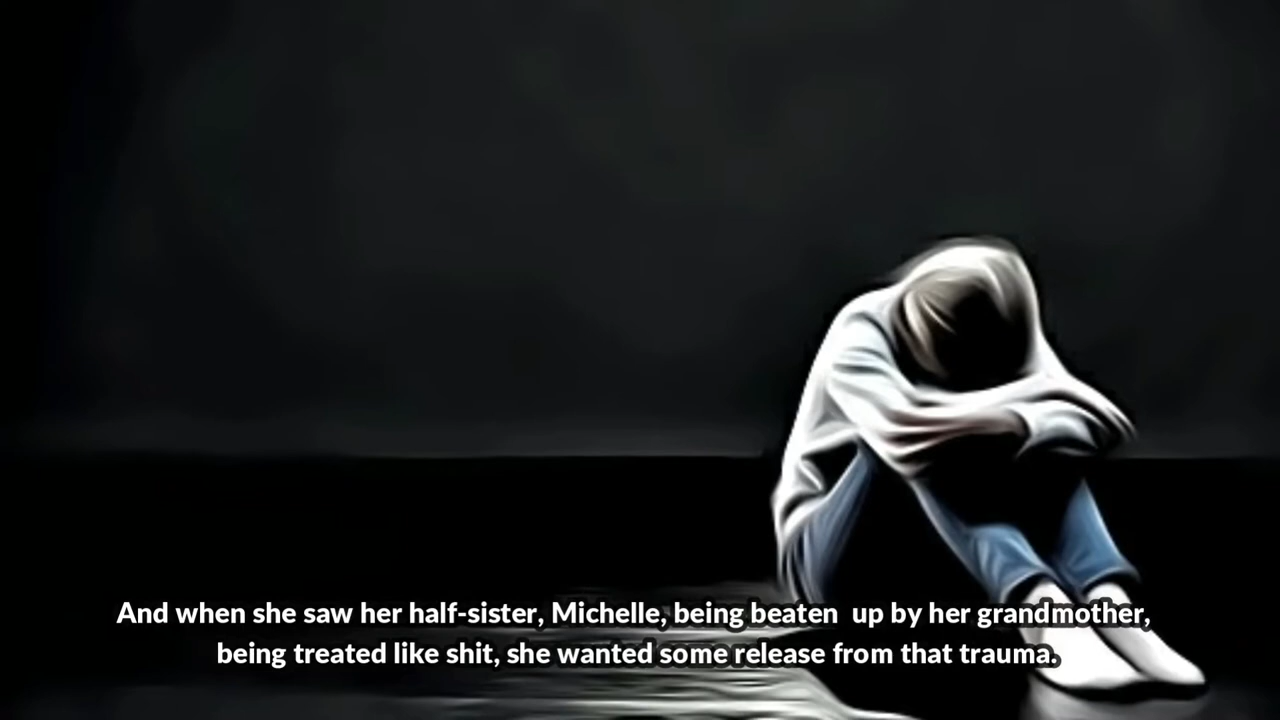 And when she saw her half-sister, Michelle, being beaten  up by her grandmother,
being treated like shit, she wanted some release from that trauma.